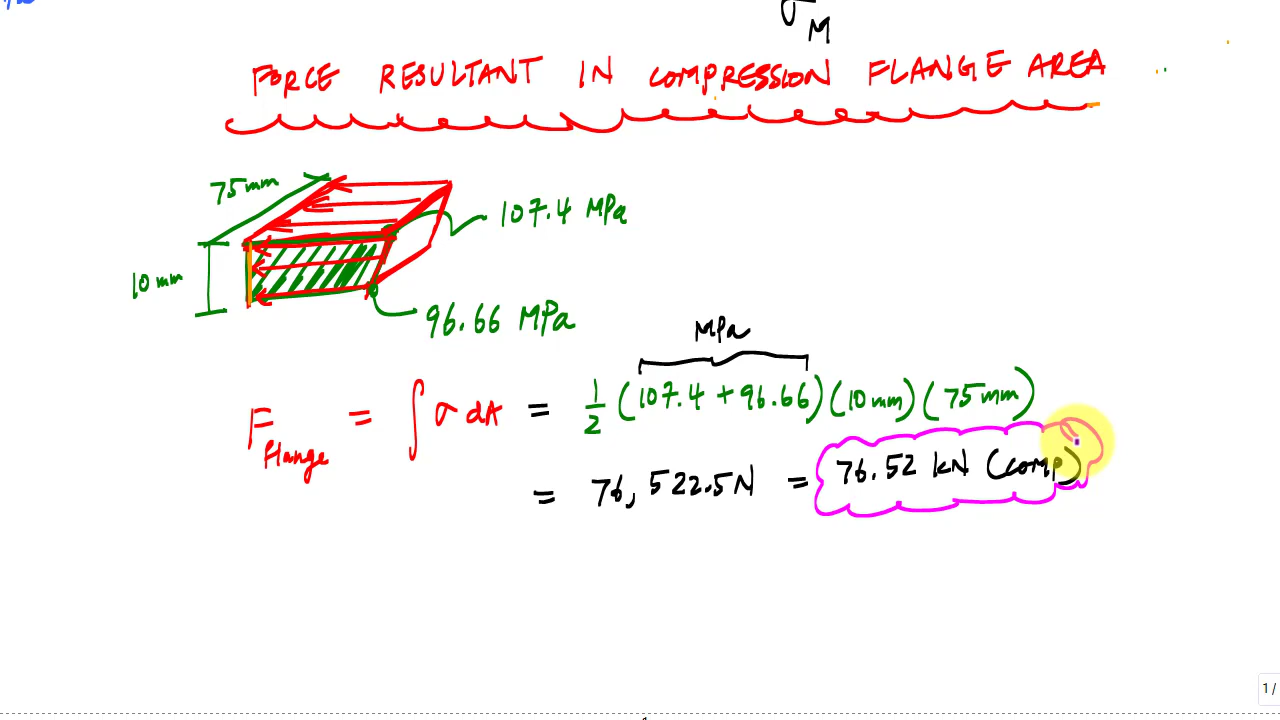 M
FORCE RESULTANT IN COMPRESSION FLANGE AREA
75mm
107.4 MPa
10mm
96.66 MPa
MPa
F flange = ∫ σ dA = 1/2 (107.4 + 96.66) (10mm) (75mm)
= 76,522.5N = 76.52 kN (comp)
1/